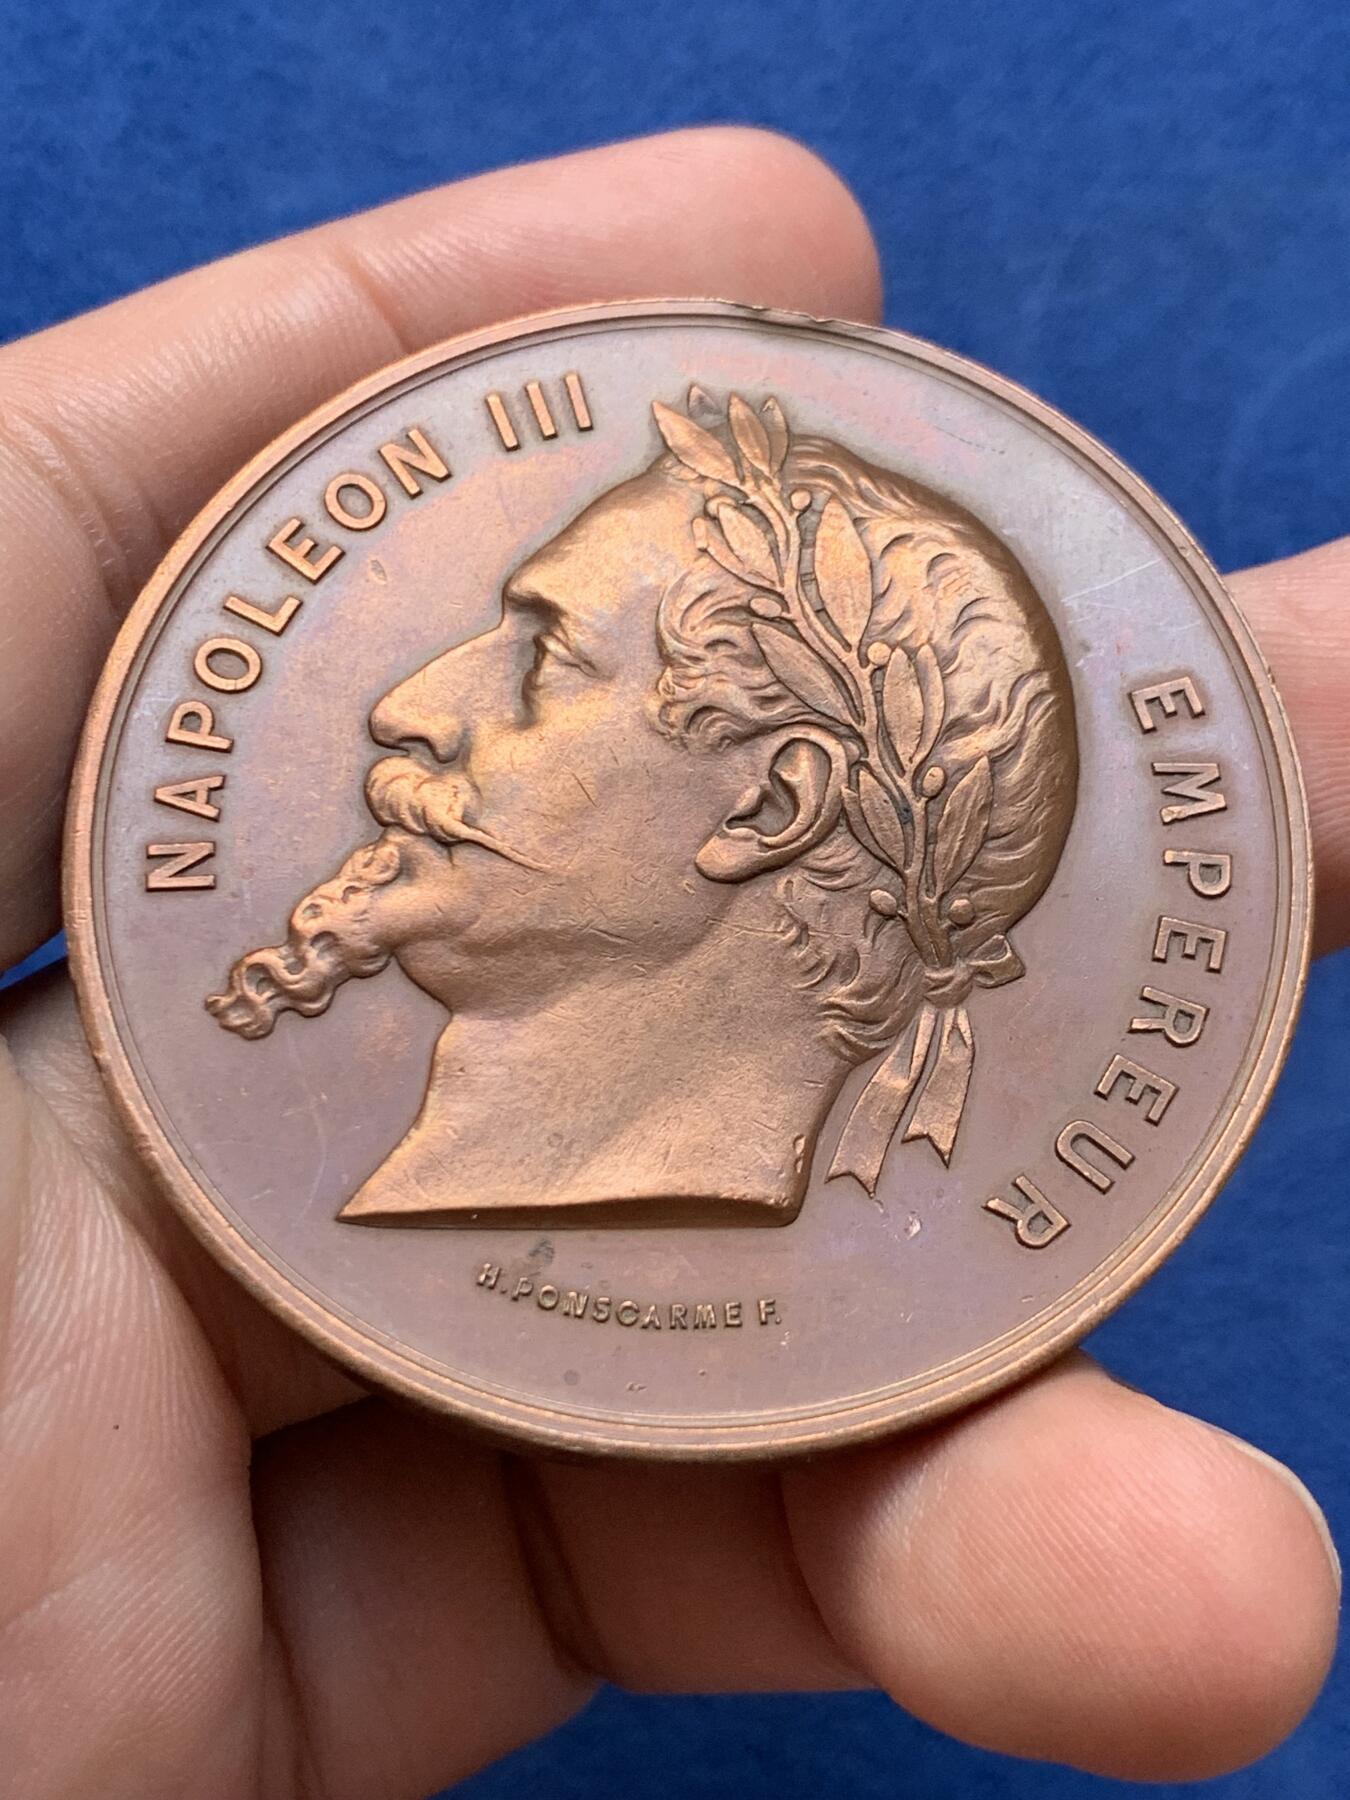 NAPOLEON III
EMPEREUR
H. PONSCARME F.